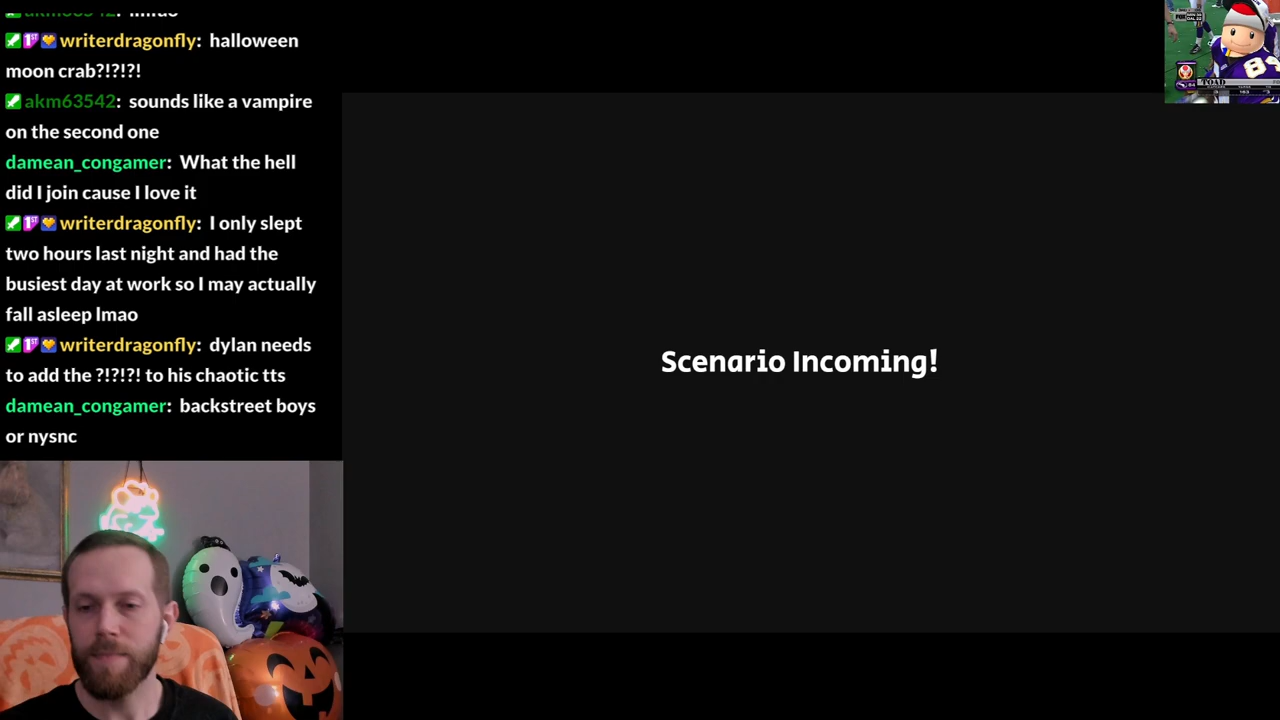 writerdragonfly: halloween
moon crab?!?!?!
akm63542: sounds like a vampire
on the second one
damean_congamer: What the hell
did I join cause I love it
writerdragonfly: I only slept
two hours last night and had the
busiest day at work so I may actually
fall asleep lmao
writerdragonfly: dylan needs
to add the ?!?!?! to his chaotic tts
damean_congamer: backstreet boys
or nysnc
Scenario Incoming!
TOAD